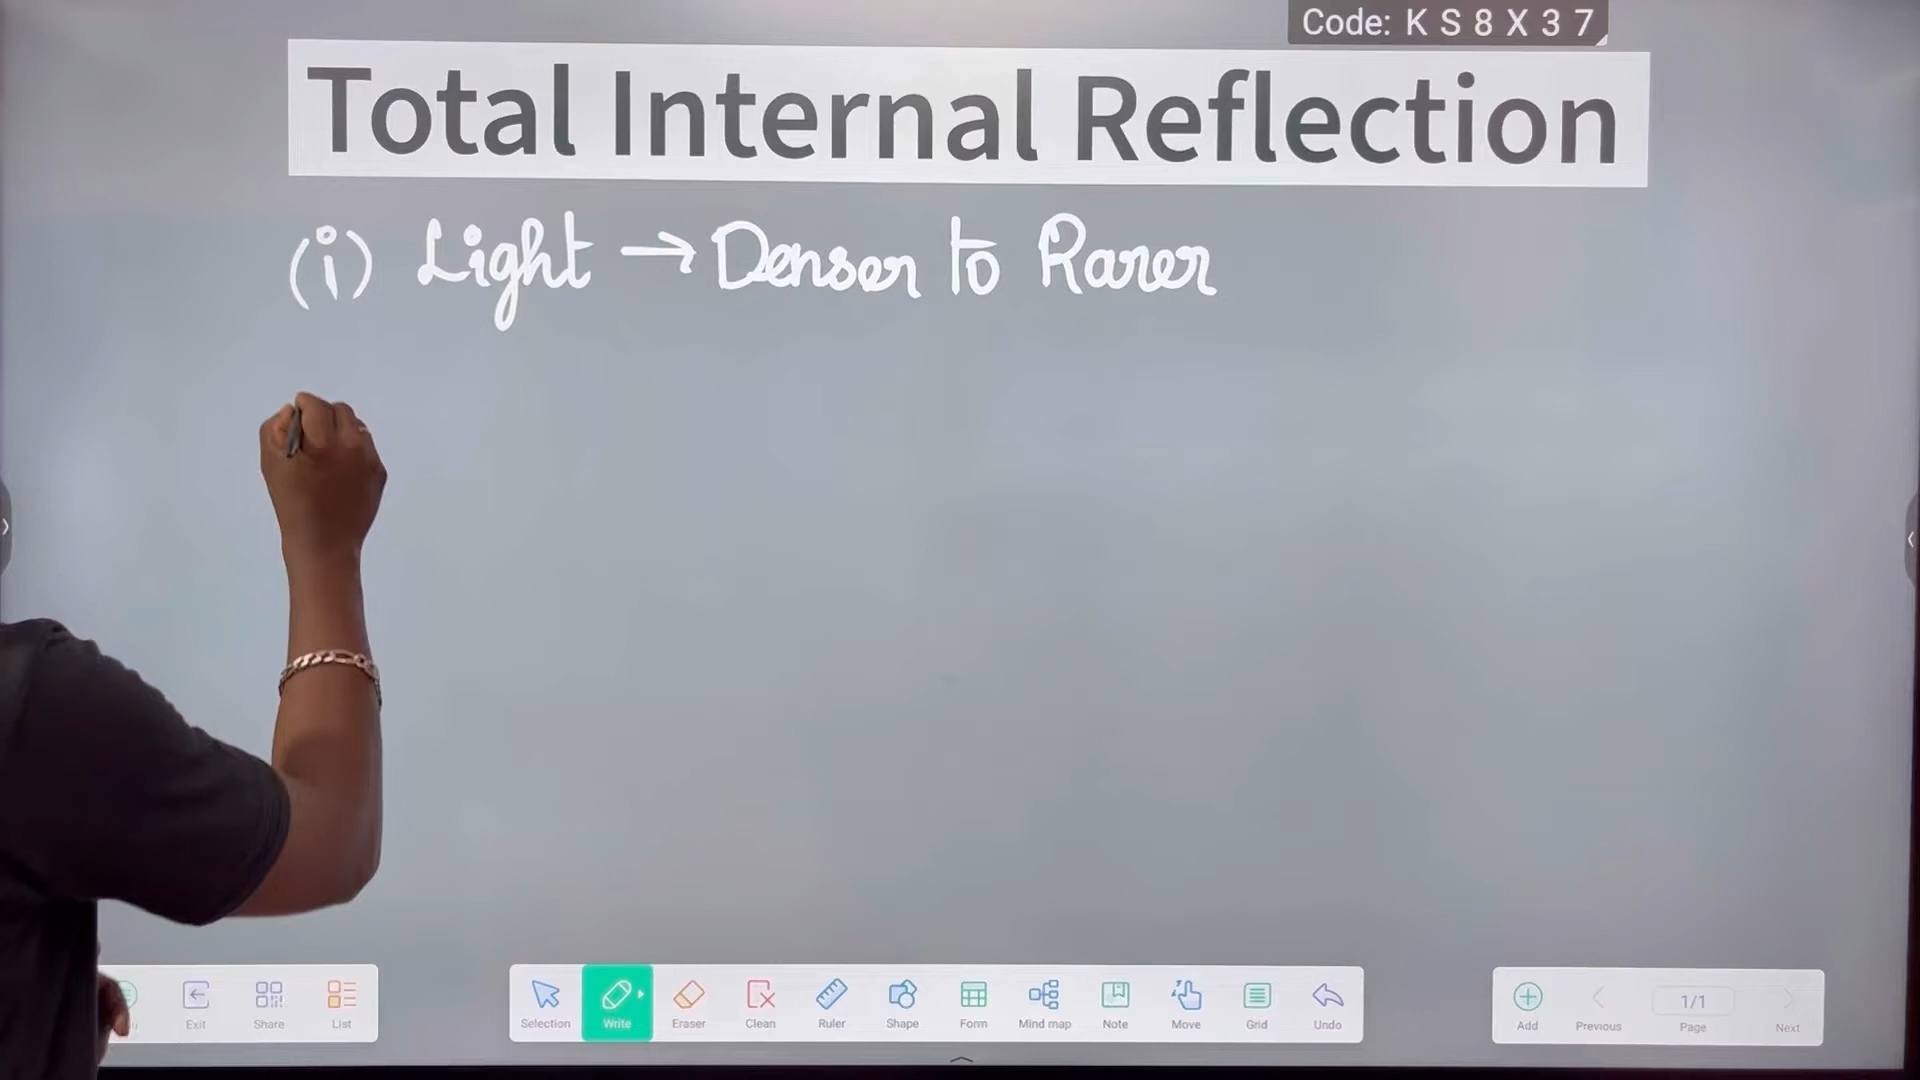 Code: K S 8 X 3 7
Total Internal Reflection
(i) Light → Denser to Rarer
Exit
Share
List
Selection
Write
Eraser
Clean
Ruler
Shape
Form
Mind map
Note
Move
Grid
Undo
Add
Previous
1/1
Page
Next